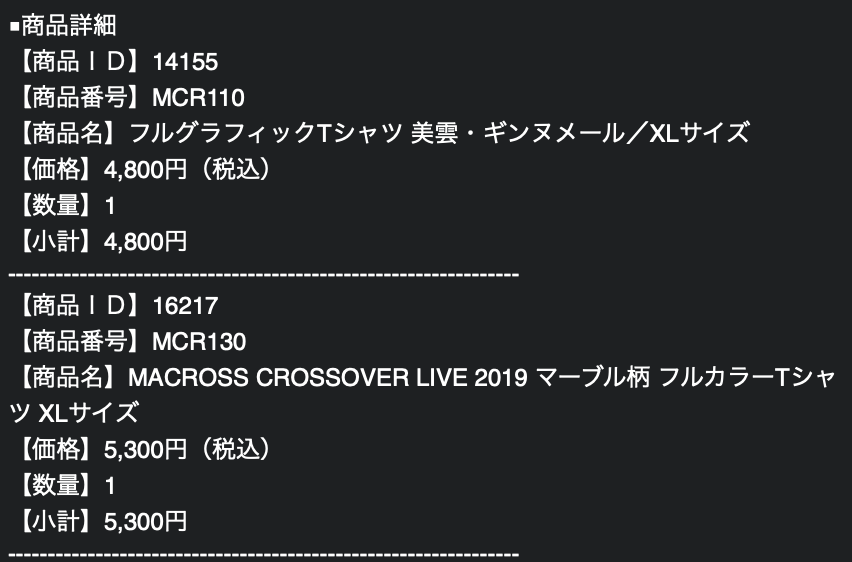 ▪商品詳細
【商品ＩＤ】14155
【商品番号】MCR110
【商品名】フルグラフィックTシャツ 美雲・ギンヌメール／XLサイズ
【価格】4,800円（税込）
【数量】1
【小計】4,800円
----------------------------------------------------------------
【商品ＩＤ】16217
【商品番号】MCR130
【商品名】MACROSS CROSSOVER LIVE 2019 マーブル柄 フルカラーTシャ
ツ XLサイズ
【価格】5,300円（税込）
【数量】1
【小計】5,300円
----------------------------------------------------------------